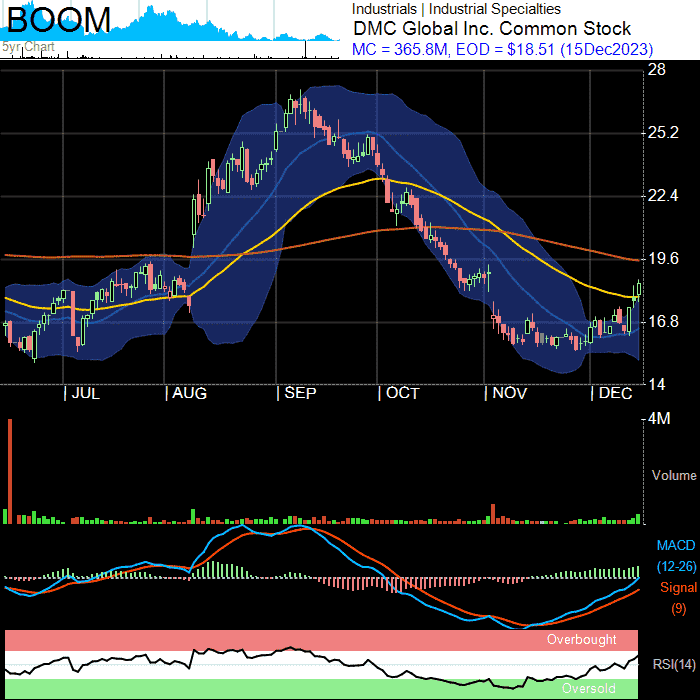 BOOM
5yr Chart
Industrials | Industrial Specialties
DMC Global Inc. Common Stock
MC = 365.8M, EOD = $18.51 (15Dec2023)
28
25.2
22.4
19.6
16.8
14
| JUL | AUG | SEP | OCT | NOV | DEC
4M
Volume
MACD
(12-26)
Signal
(9)
Overbought
RSI(14)
Oversold